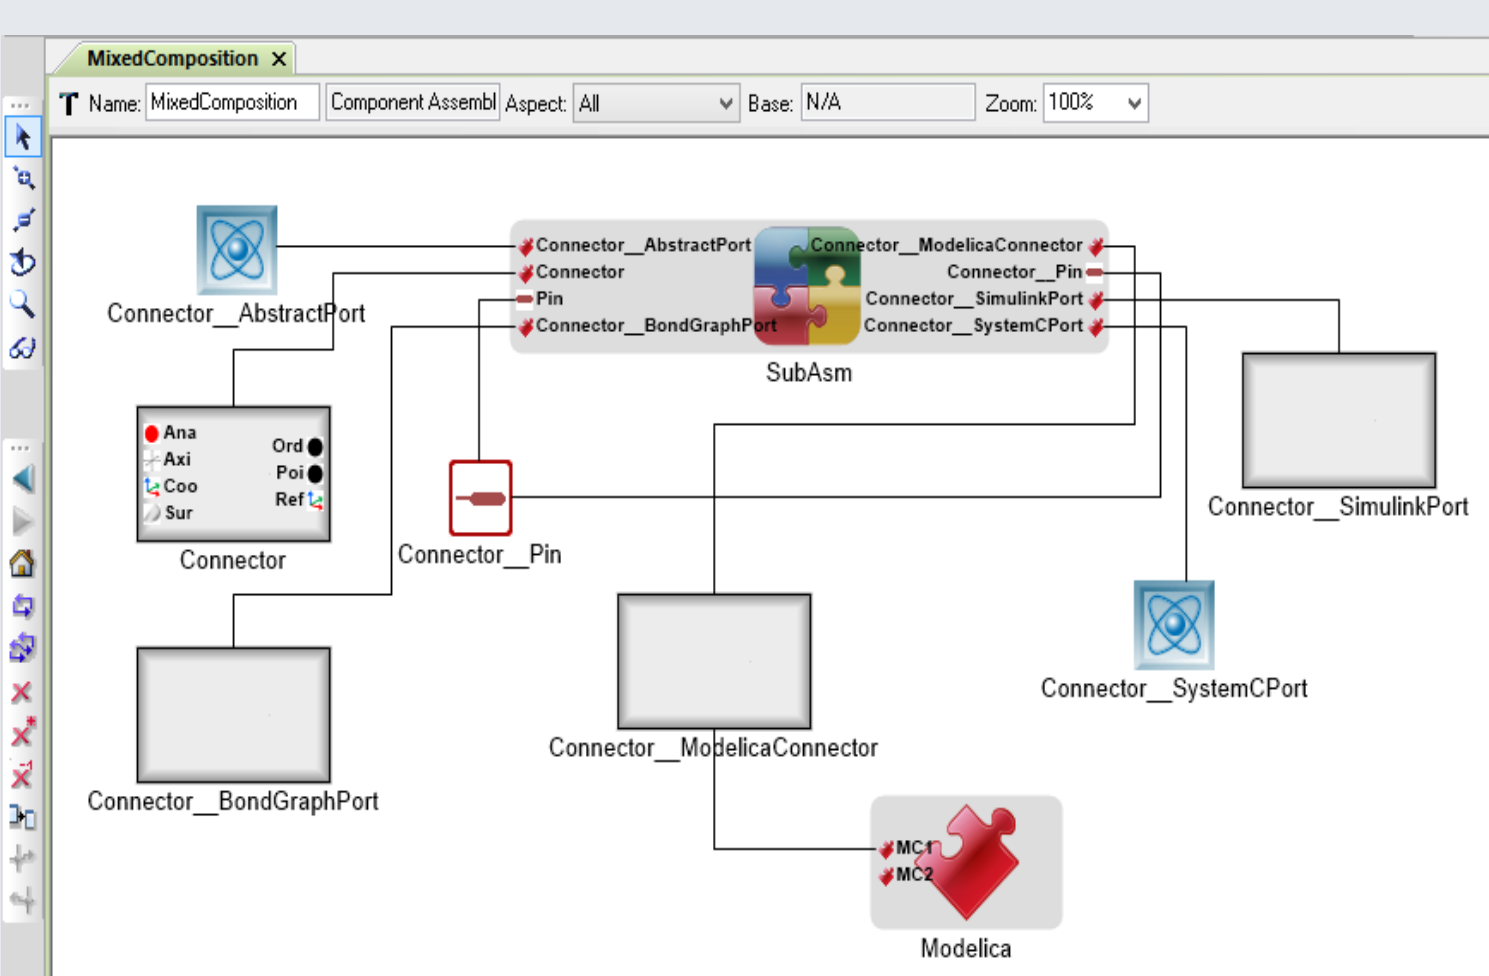 MixedComposition X
Name: MixedComposition Component Assembl Aspect: All Base: N/A Zoom: 100%
Connector__AbstractPort
Connector__AbstractPort
Connector
Pin
Connector__BondGraphPort
Connector__ModelicaConnector
Connector__Pin
Connector__SimulinkPort
Connector__SystemCPort
SubAsm
Ana
Axi
Coo
Sur
Ord
Poi
Ref
Connector
Connector__Pin
Connector__SimulinkPort
Connector__SystemCPort
Connector__ModelicaConnector
Connector__BondGraphPort
MC1
MC2
Modelica